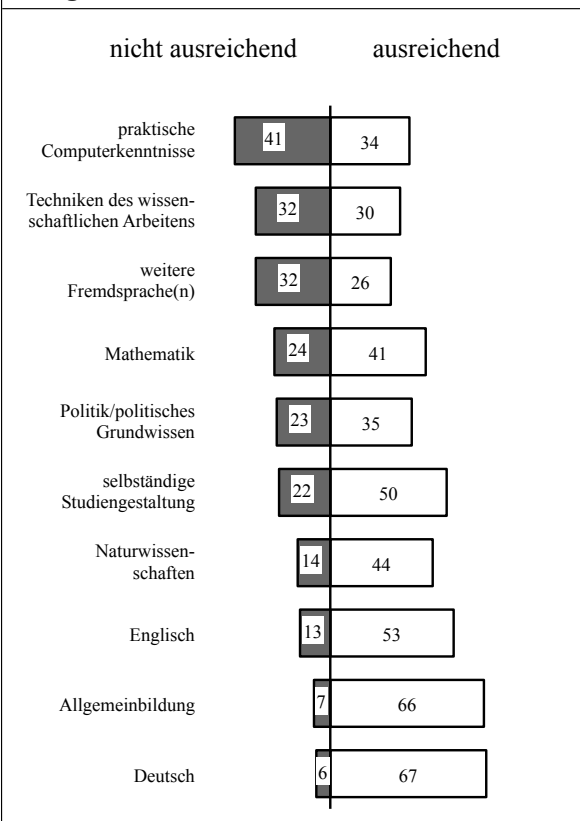 nicht ausreichend ausreichend
praktische
Computerkenntnisse
41 34
Techniken des wissen-
schaftlichen Arbeitens
32 30
weitere
Fremdsprache(n)
32 26
Mathematik 24 41
Politik/politisches
Grundwissen
23 35
selbständige
Studiengestaltung
22 50
Naturwissen-
schaften
14 44
Englisch 13 53
Allgemeinbildung 7 66
Deutsch 6 67